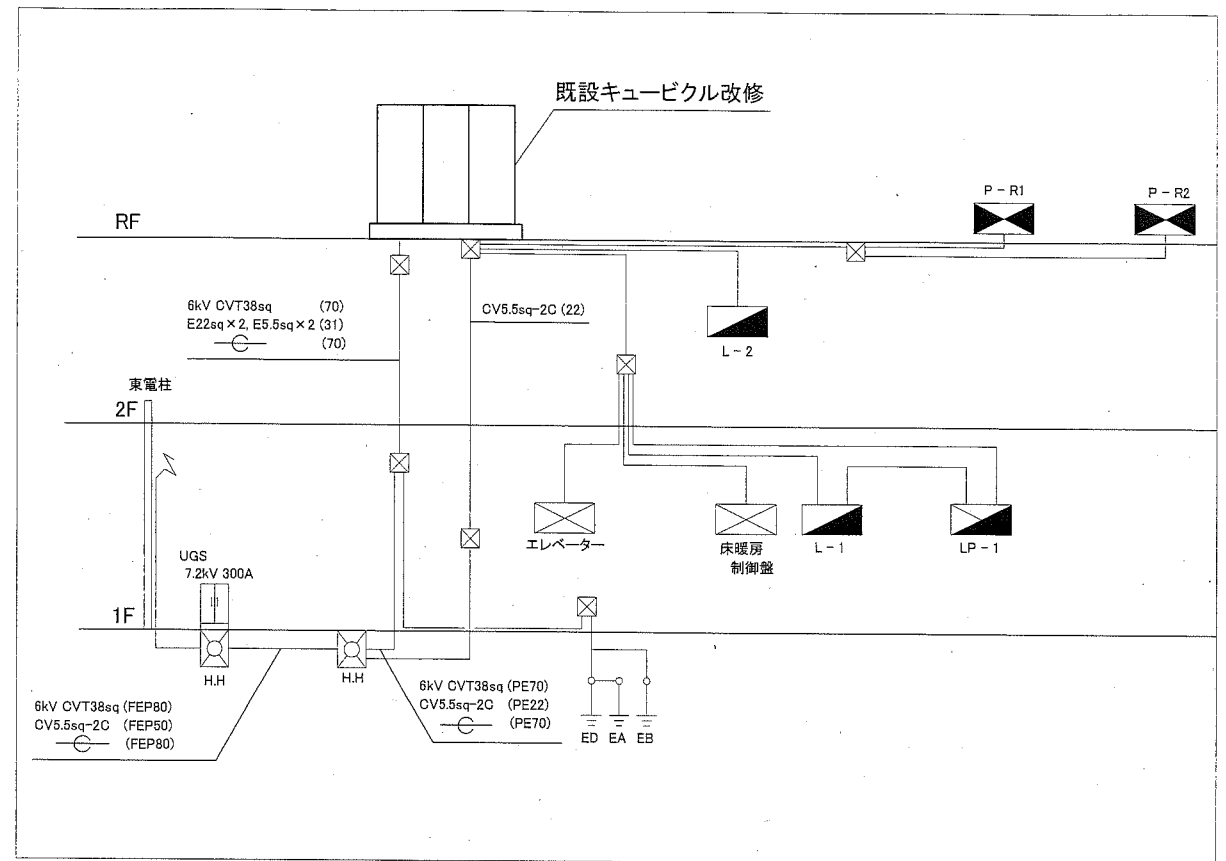 既設キュービクル改修
P-R1
P-R2
RF
6kV CVT38sq (70)
E22sq×2, E5.5sq×2 (31)
(70)
CV5.5sq-2C (22)
L-2
東電柱
2F
エレベーター
床暖房
制御盤
L-1
LP-1
UGS
7.2kV 300A
1F
H.H
H.H
6kV CVT38sq (FEP80)
CV5.5sq-2C (FEP50)
(FEP80)
6kV CVT38sq (PE70)
CV5.5sq-2C (PE22)
(PE70)
ED EA EB